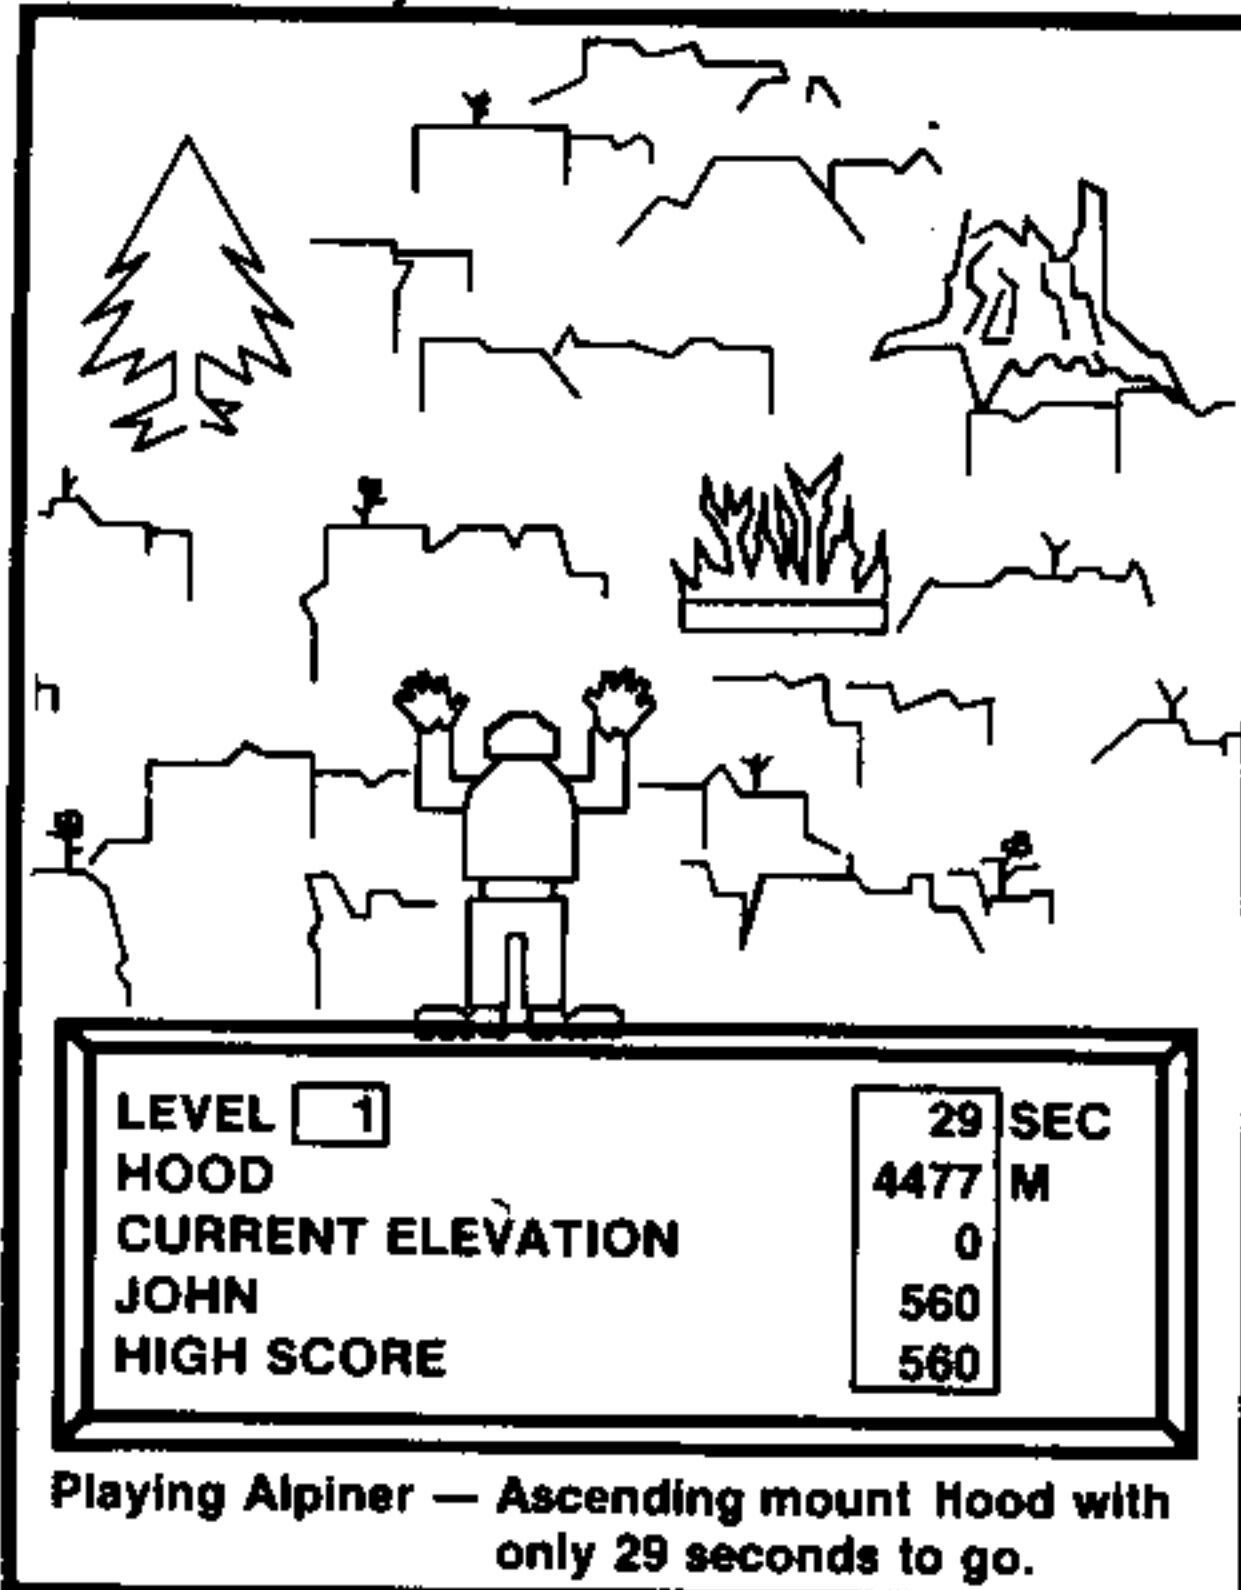 LEVEL 1 29 SEC
HOOD 4477 M
CURRENT ELEVATION 0
JOHN 560
HIGH SCORE 560
Playing Alpiner — Ascending mount Hood with
only 29 seconds to go.